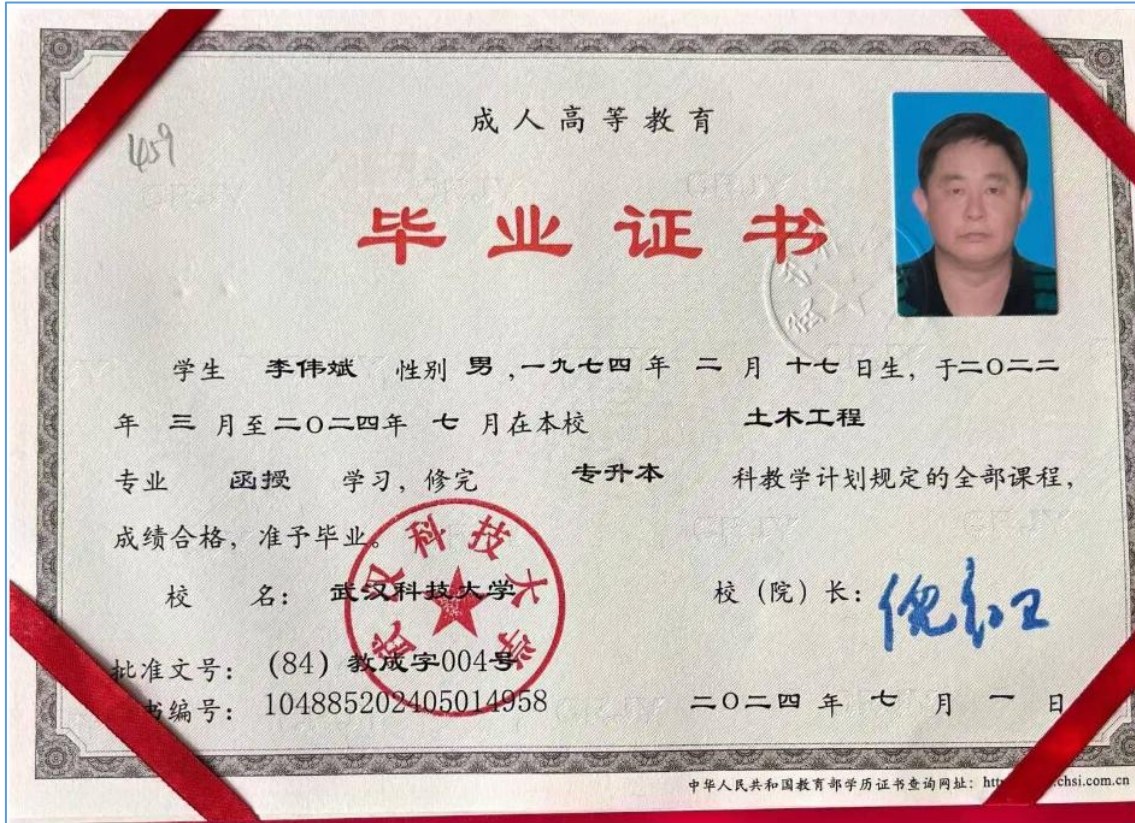 成人高等教育
459
毕业证书
学生 李伟斌 性别 男，一九七四 年 二 月 十七 日生，于二〇二二
年 三 月至二〇二四年 七 月在本校 土木工程
专业 函授 学习，修完 专升本 科教学计划规定的全部课程，
成绩合格，准予毕业。
武汉科技大学
校 名： 武汉科技大学 校（院）长：
批准文号： (84) 教成字004号
书编号： 104885202405014958 二〇二四 年 七 月 一 日
中华人民共和国教育部学历证书查询网址：htt chsi.com.cn